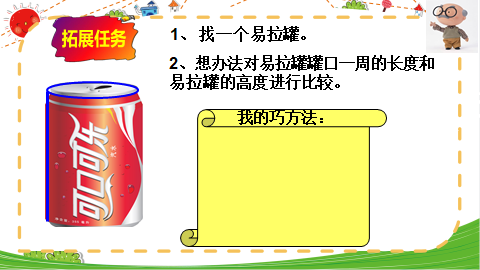 拓展任务
1、找一个易拉罐。
2、想办法对易拉罐罐口一周的长度和
易拉罐的高度进行比较。
我的巧方法：
可口可乐
汽水